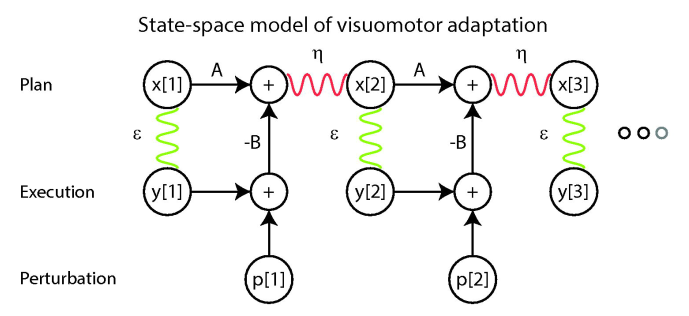 State-space model of visuomotor adaptation
η η
Plan x[1] A + x[2] A + x[3]
ε -B ε -B ε
Execution y[1] + y[2] + y[3]
Perturbation p[1] p[2]